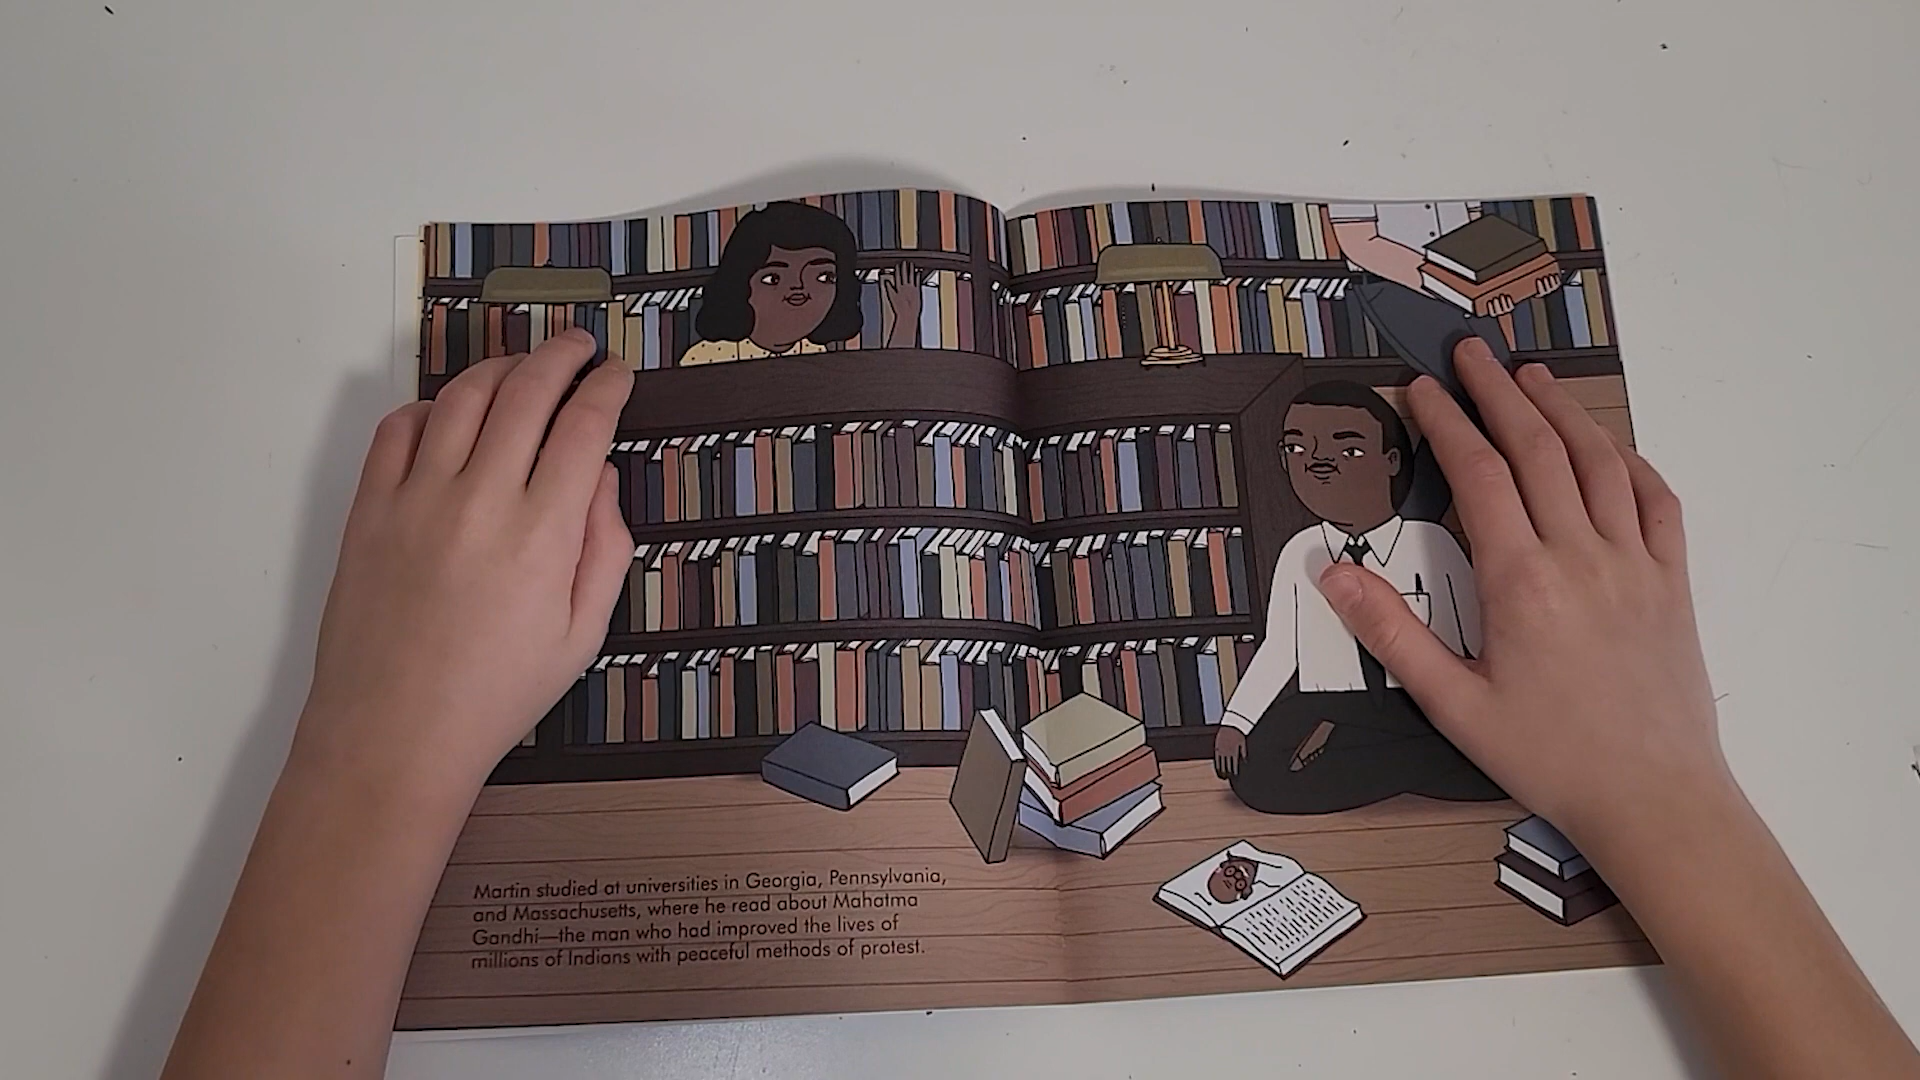 Martin studied at universities in Georgia, Pennsylvania,
and Massachusetts, where he read about Mahatma
Gandhi—the man who had improved the lives of
millions of Indians with peaceful methods of protest.